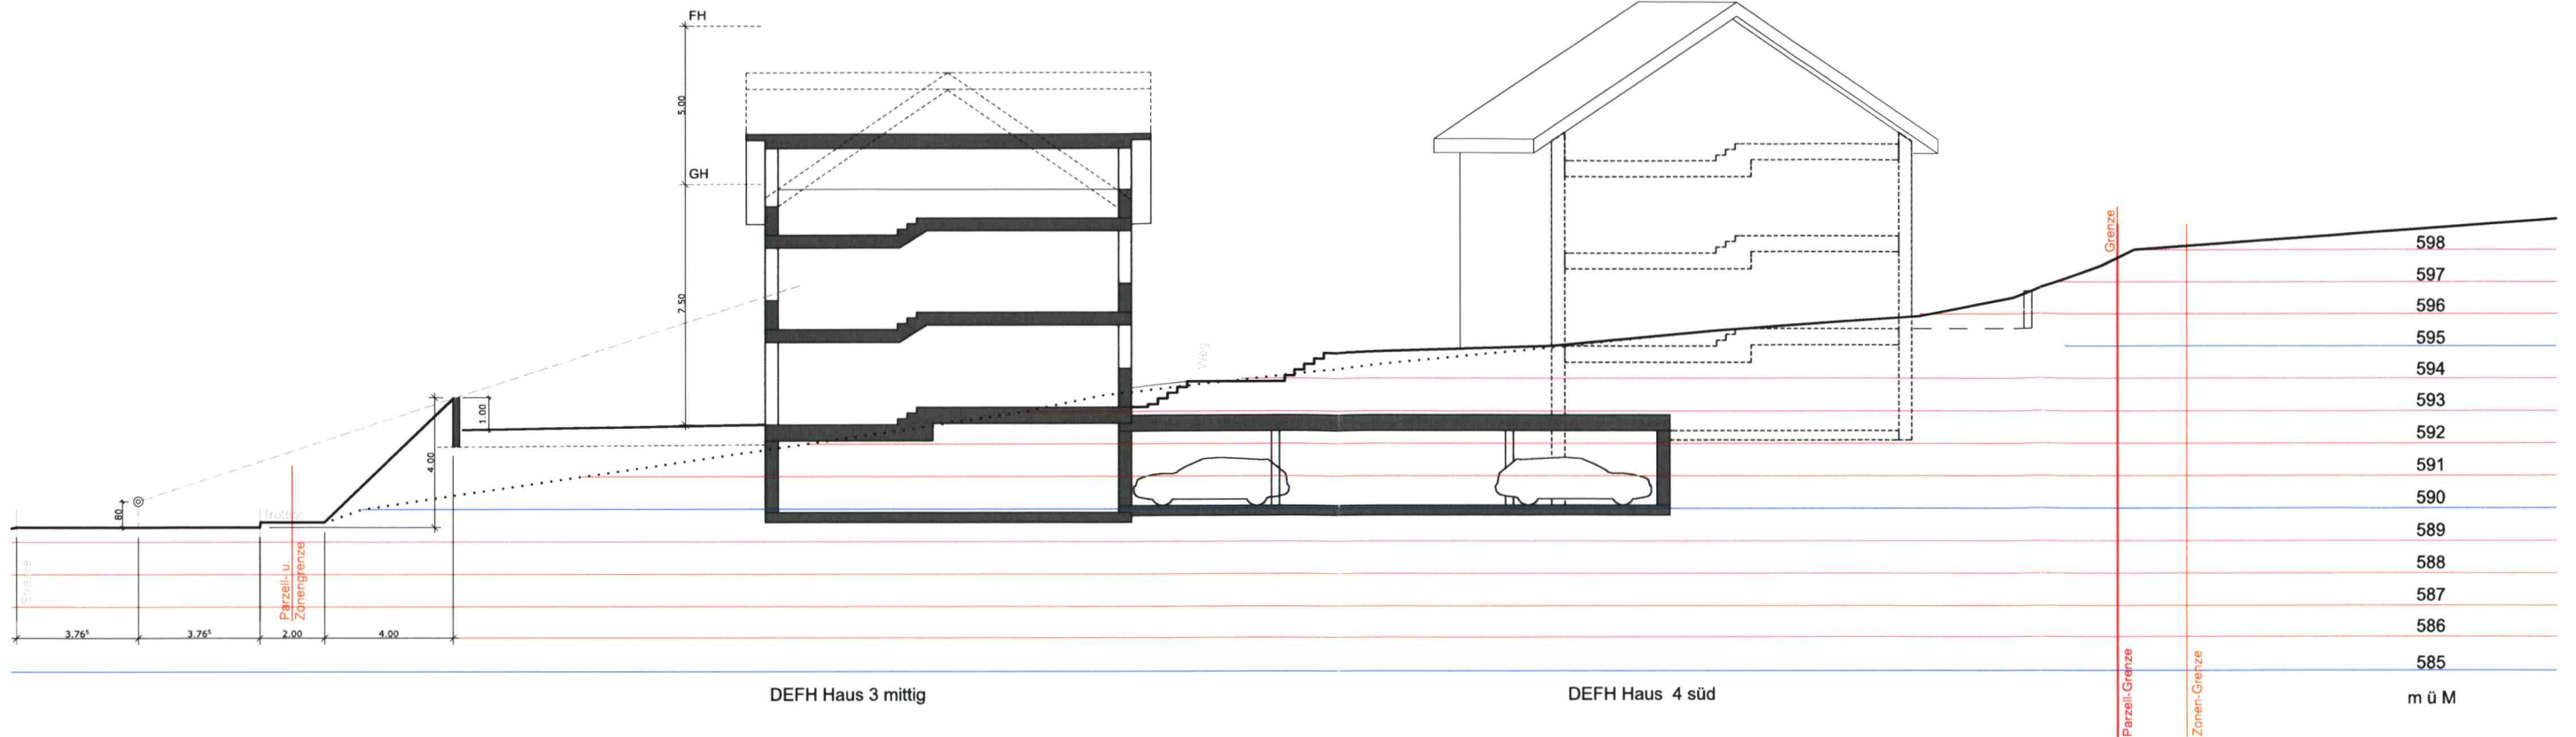 FH
5.00
GH
7.50
1.00
4.00
80
Trottoir
Strasse
Parzell- u.
Zonengrenze
3.76⁵
3.76⁵
2.00
4.00
Weg
Grenze
598
597
596
595
594
593
592
591
590
589
588
587
586
585
m ü M
Parzell-Grenze
Zonen-Grenze
DEFH Haus 3 mittig
DEFH Haus 4 süd